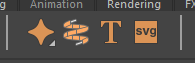 Animation Rendering FX
T svg